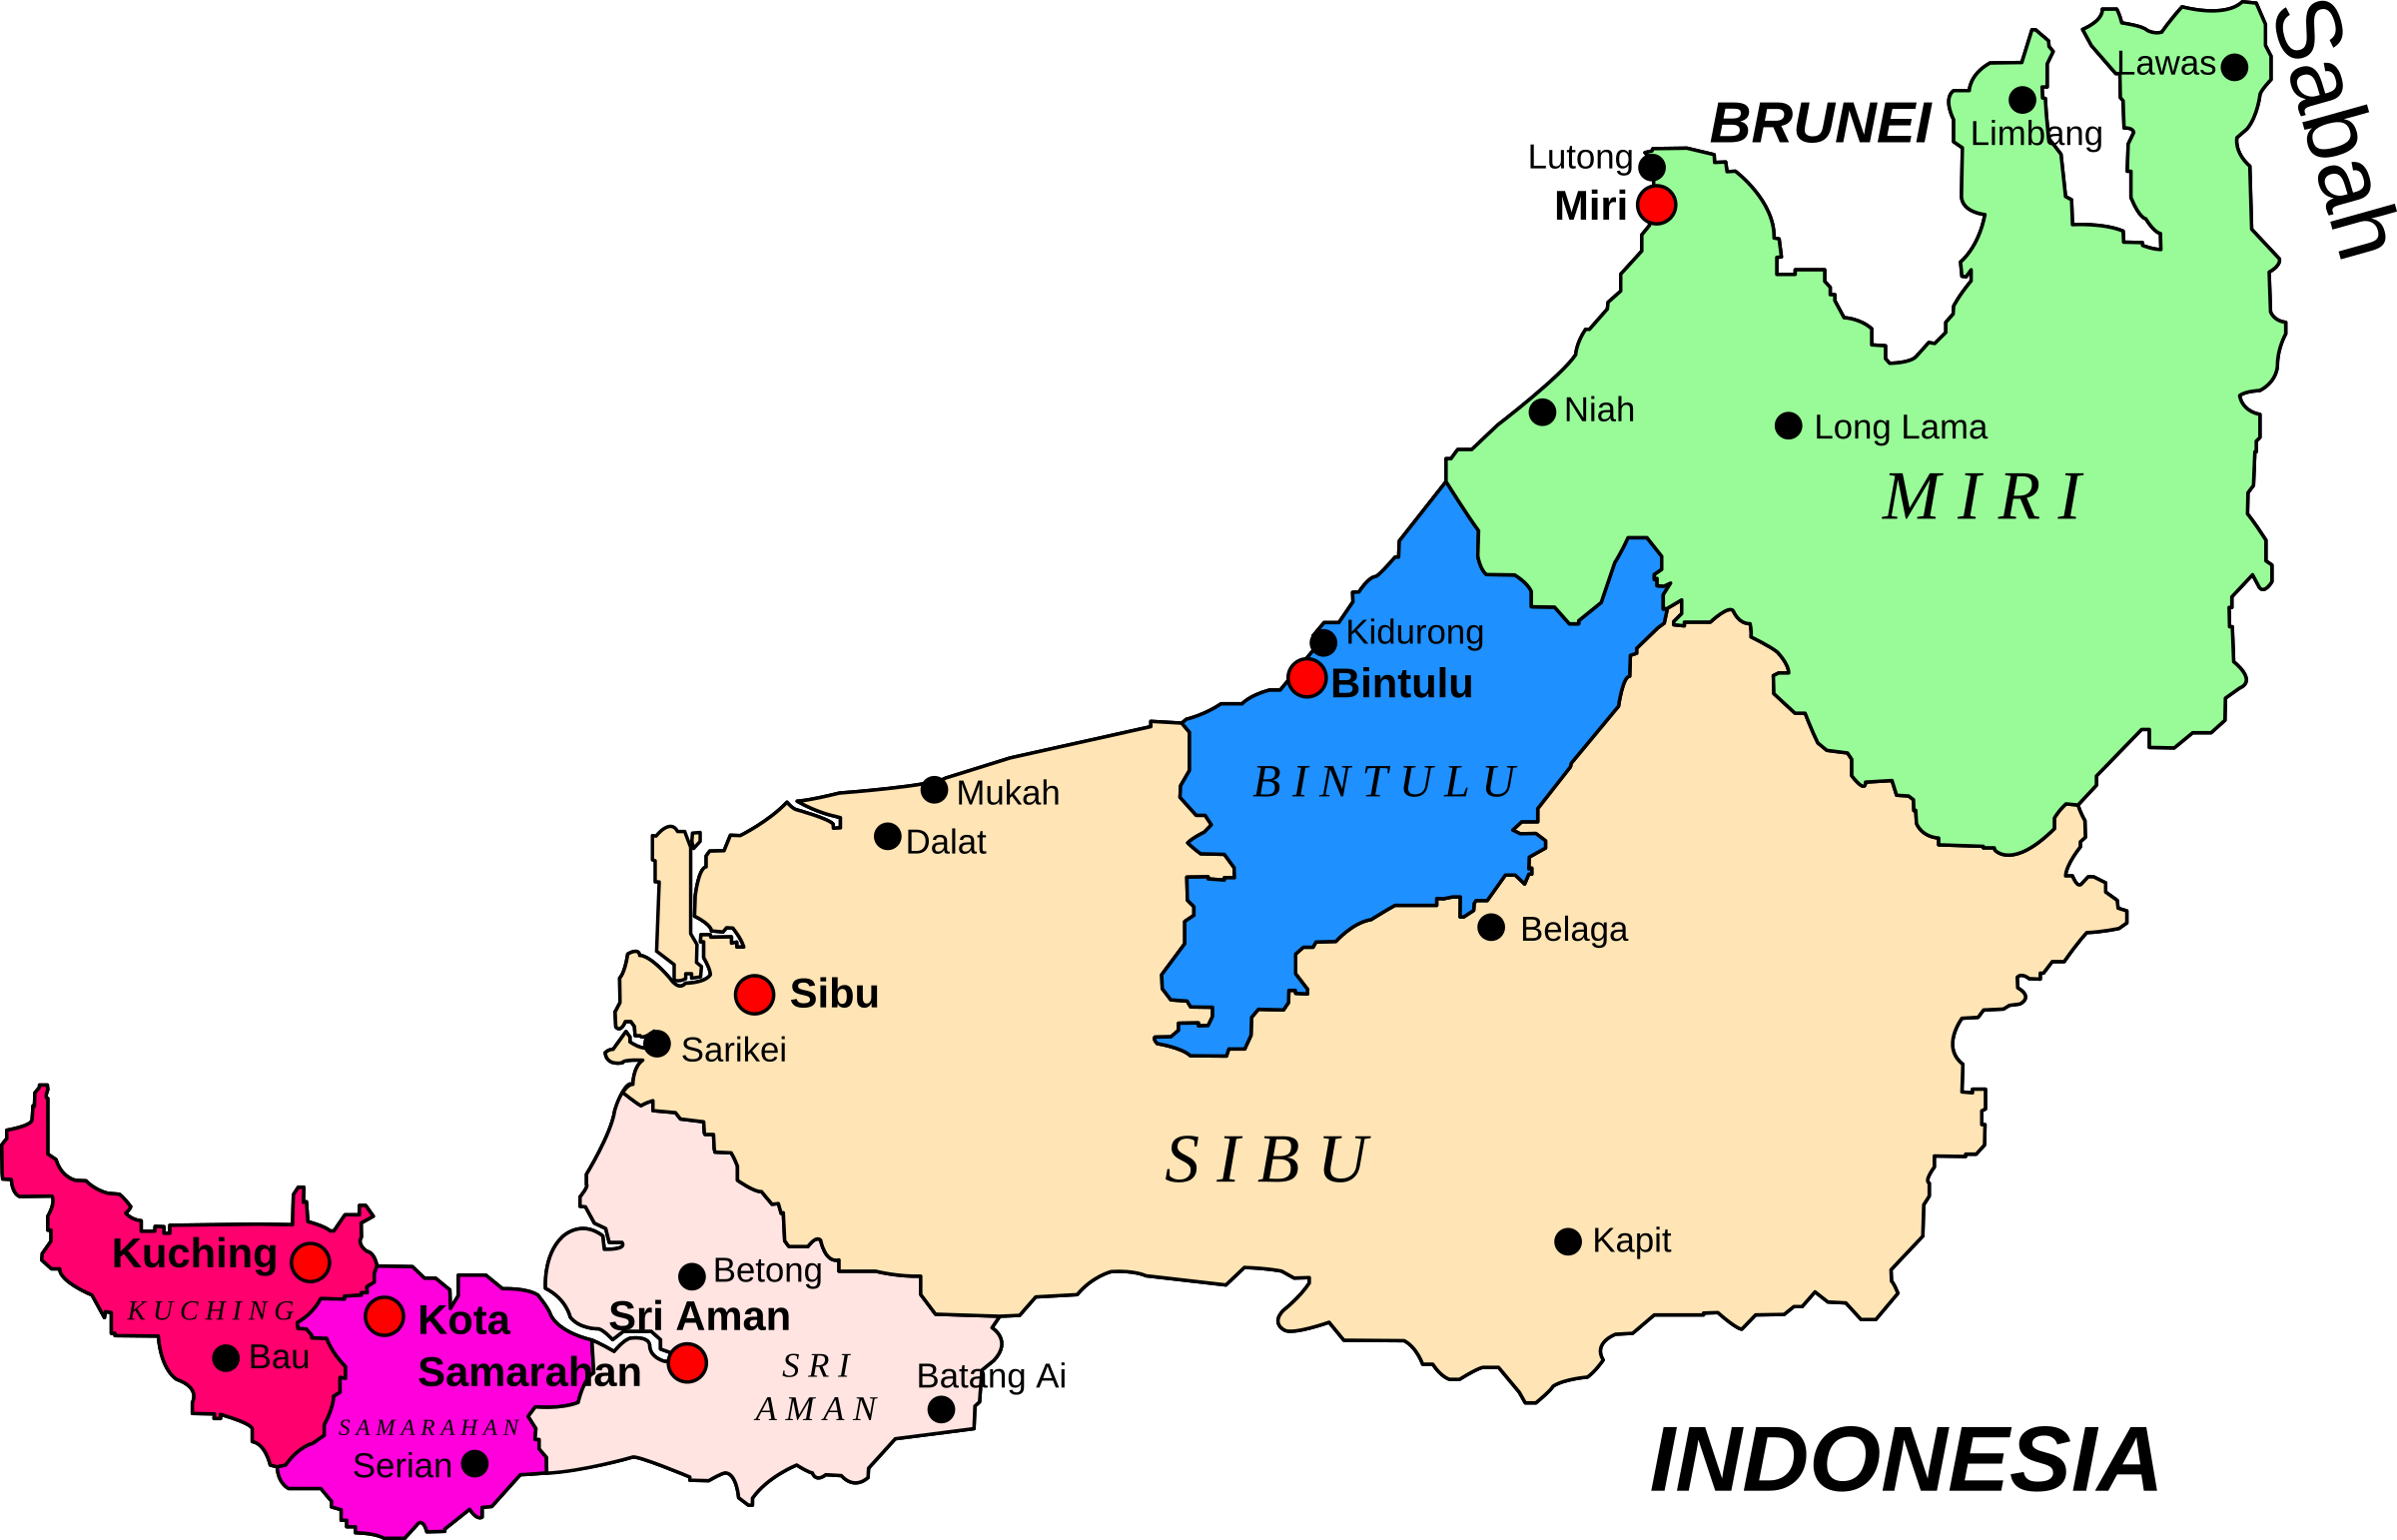 Sabah
Lawas
BRUNEI
Limbang
Lutong
Miri
Niah
Long Lama
MIRI
Kidurong
Bintulu
BINTULU
Mukah
Dalat
Belaga
Sibu
Sarikei
SIBU
Kapit
Kuching
KUCHING
Bau
Kota
Samarahan
SAMARAHAN
Serian
Betong
Sri Aman
SRI
AMAN
Batang Ai
INDONESIA